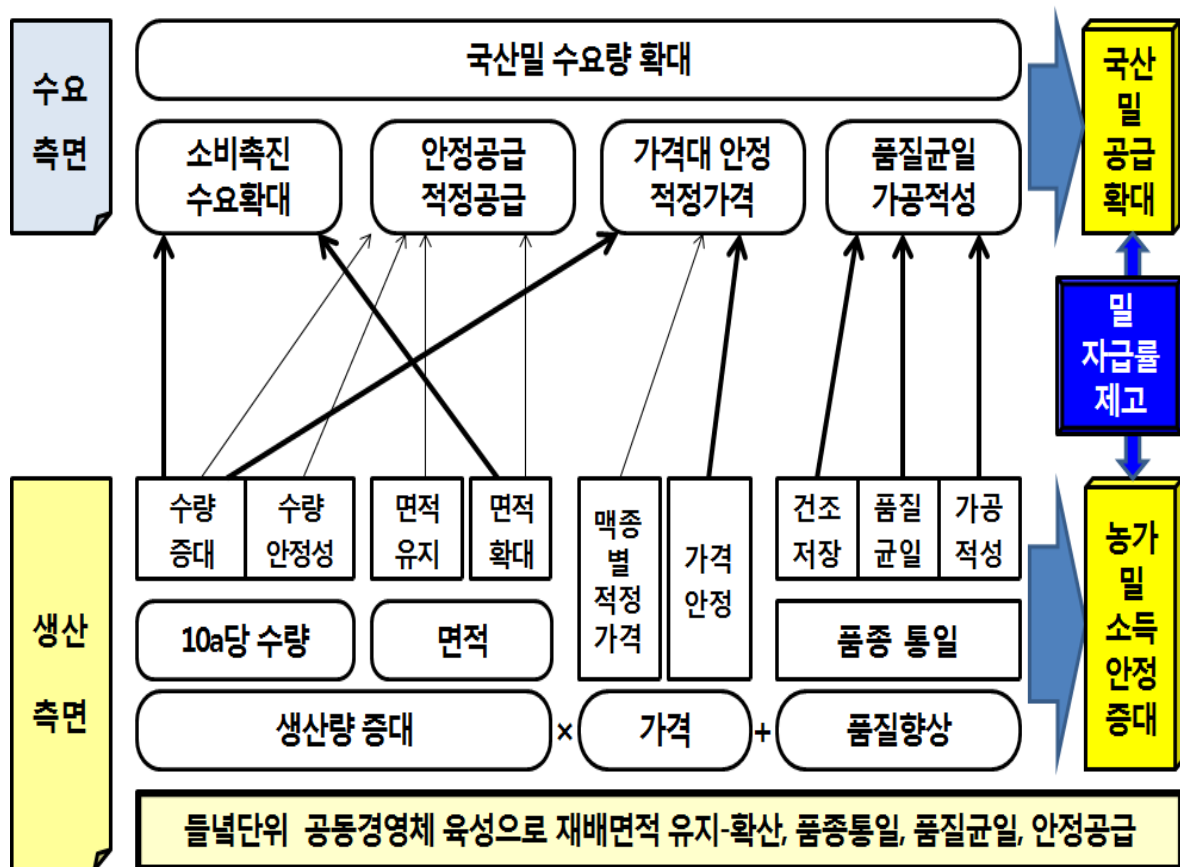 수요
측면
국산밀 수요량 확대
소비촉진
수요확대
안정공급
적정공급
가격대 안정
적정가격
품질균일
가공적성
국산
밀
공급
확대
밀
자급률
제고
생산
측면
수량
증대
수량
안정성
면적
유지
면적
확대
맥종
별
적정
가격
가격
안정
건조
저장
품질
균일
가공
적성
10a당 수량
면적
품종 통일
생산량 증대
×
가격
+
품질향상
농가
밀
소득
안정
증대
들녘단위 공동경영체 육성으로 재배면적 유지-확산, 품종통일, 품질균일, 안정공급